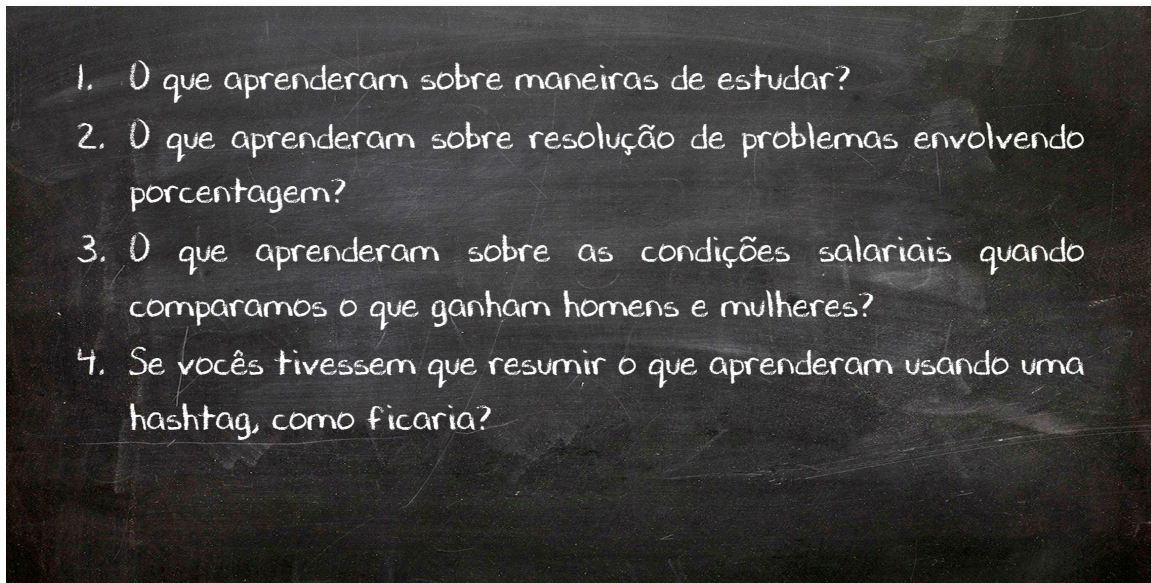 1. O que aprenderam sobre maneiras de estudar?
2. O que aprenderam sobre resolução de problemas envolvendo
porcentagem?
3. O que aprenderam sobre as condições salariais quando
comparamos o que ganham homens e mulheres?
4. Se vocês tivessem que resumir o que aprenderam usando uma
hashtag, como ficaria?